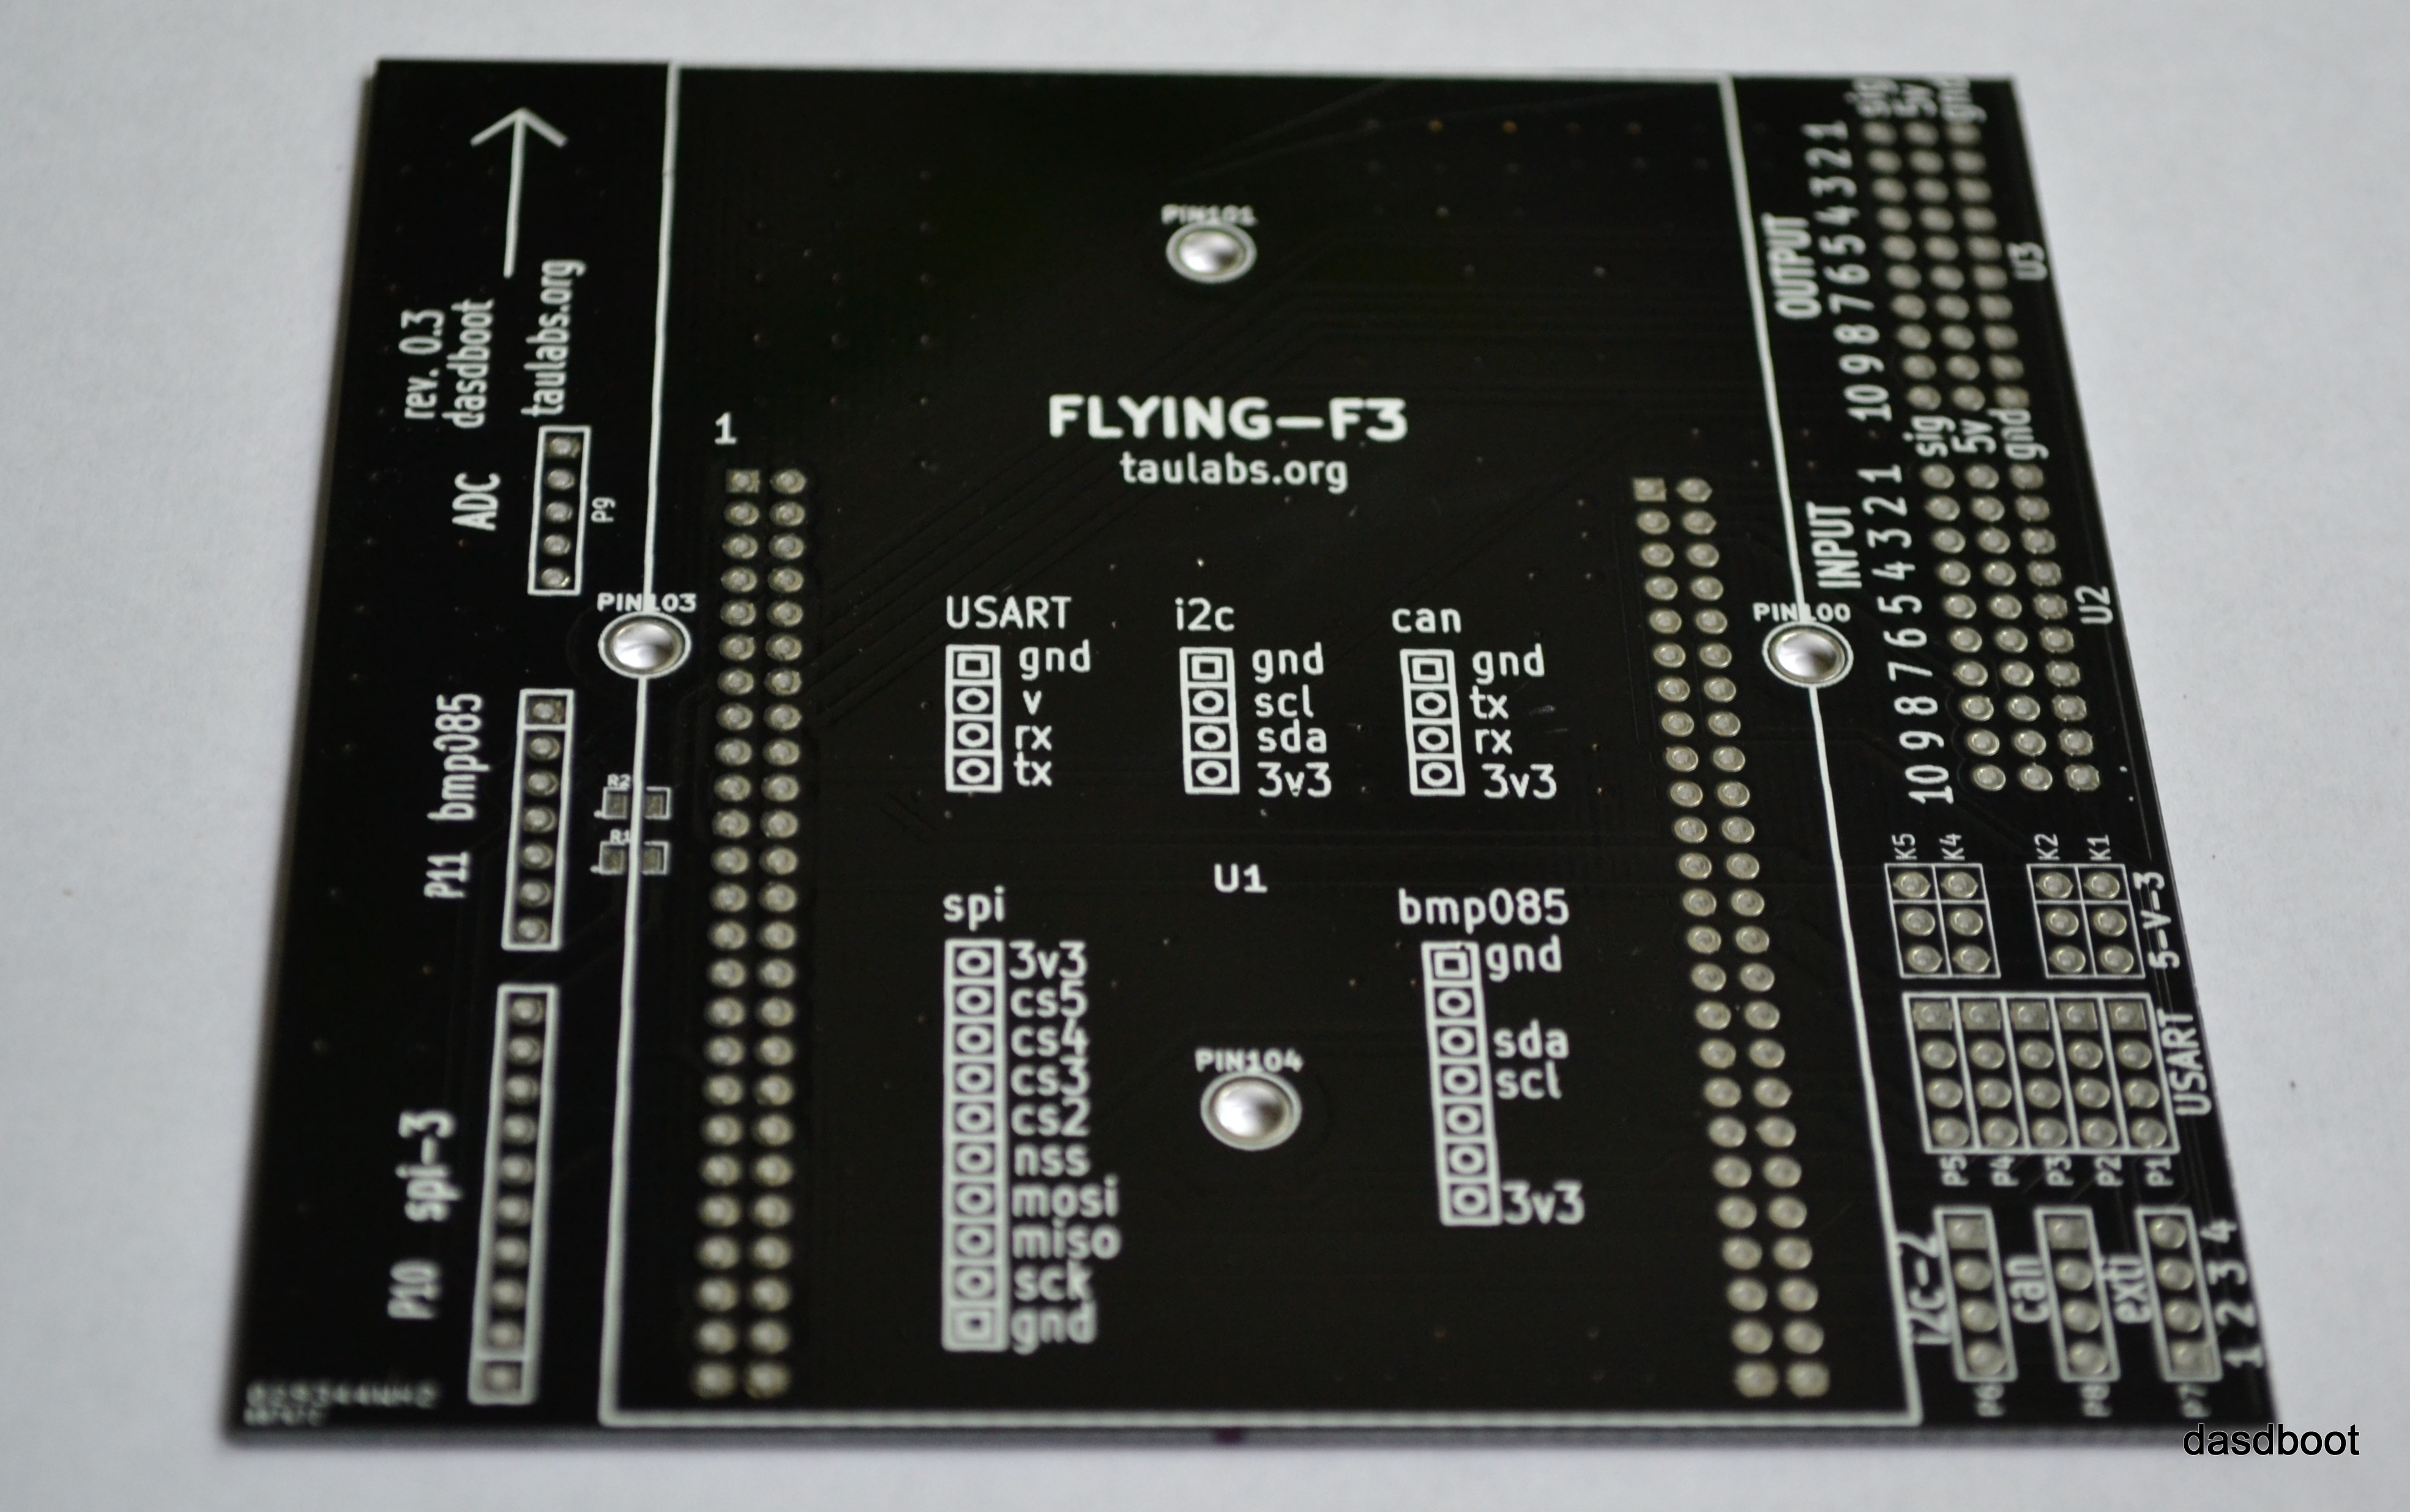 rev. 0.3
dasdboot
taulabs.org
ADC
P9
PIN103
P11 bmp085
R2
R1
P10 spi-3
PIN101
FLYING-F3
taulabs.org
1
USART
gnd
v
rx
tx
i2c
gnd
scl
sda
3v3
can
gnd
tx
rx
3v3
U1
spi
3v3
cs5
cs4
cs3
cs2
nss
mosi
miso
sck
gnd
bmp085
gnd
sda
scl
3v3
PIN104
OUTPUT
10 9 8 7 6 5 4 3 2 1
sig
5v
gnd
U3
PIN100
INPUT
10 9 8 7 6 5 4 3 2 1
sig
5v
gnd
U2
K5
K4
K2
K1
5-V-3
USART
P5
P4
P3
P2
P1
i2c-2
can
exti
1 2 3 4
P6
P8
P7
dasdboot